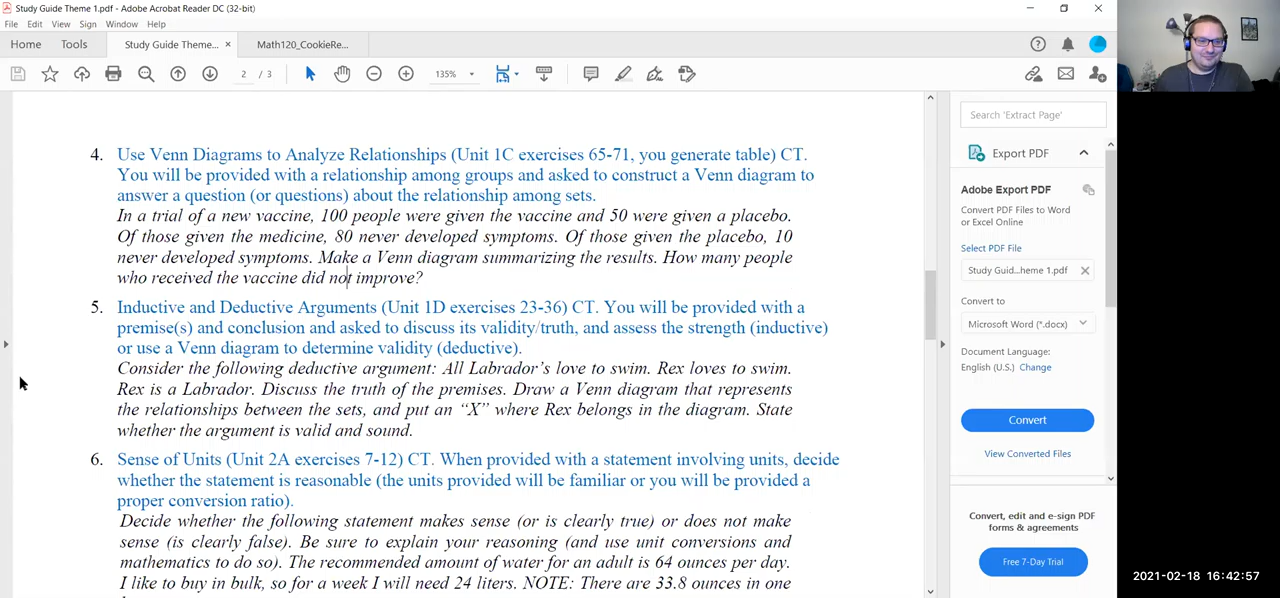 Study Guide Theme 1.pdf - Adobe Acrobat Reader DC (32-bit)
File Edit View Sign Window Help
Home Tools Study Guide Theme... × Math120_CookieRe...
2 / 3 135%
4. Use Venn Diagrams to Analyze Relationships (Unit 1C exercises 65-71, you generate table) CT.
You will be provided with a relationship among groups and asked to construct a Venn diagram to
answer a question (or questions) about the relationship among sets.
In a trial of a new vaccine, 100 people were given the vaccine and 50 were given a placebo.
Of those given the medicine, 80 never developed symptoms. Of those given the placebo, 10
never developed symptoms. Make a Venn diagram summarizing the results. How many people
who received the vaccine did not improve?
5. Inductive and Deductive Arguments (Unit 1D exercises 23-36) CT. You will be provided with a
premise(s) and conclusion and asked to discuss its validity/truth, and assess the strength (inductive)
or use a Venn diagram to determine validity (deductive).
Consider the following deductive argument: All Labrador's love to swim. Rex loves to swim.
Rex is a Labrador. Discuss the truth of the premises. Draw a Venn diagram that represents
the relationships between the sets, and put an “X” where Rex belongs in the diagram. State
whether the argument is valid and sound.
6. Sense of Units (Unit 2A exercises 7-12) CT. When provided with a statement involving units, decide
whether the statement is reasonable (the units provided will be familiar or you will be provided a
proper conversion ratio).
Decide whether the following statement makes sense (or is clearly true) or does not make
sense (is clearly false). Be sure to explain your reasoning (and use unit conversions and
mathematics to do so). The recommended amount of water for an adult is 64 ounces per day.
I like to buy in bulk, so for a week I will need 24 liters. NOTE: There are 33.8 ounces in one
Search 'Extract Page'
Export PDF
Adobe Export PDF
Convert PDF Files to Word
or Excel Online
Select PDF File
Study Guid...heme 1.pdf
Convert to
Microsoft Word (*.docx)
Document Language:
English (U.S.) Change
Convert
View Converted Files
Convert, edit and e-sign PDF
forms & agreements
Free 7-Day Trial
2021-02-18 16:42:57